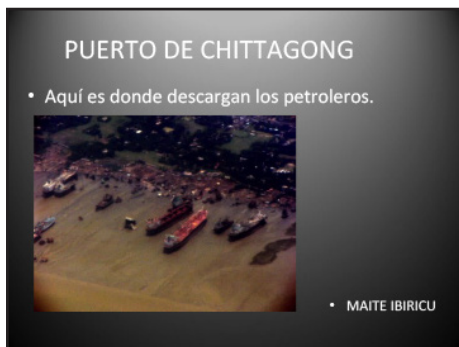 PUERTO DE CHITTAGONG
• Aquí es donde descargan los petroleros.
• MAITE IBIRICU